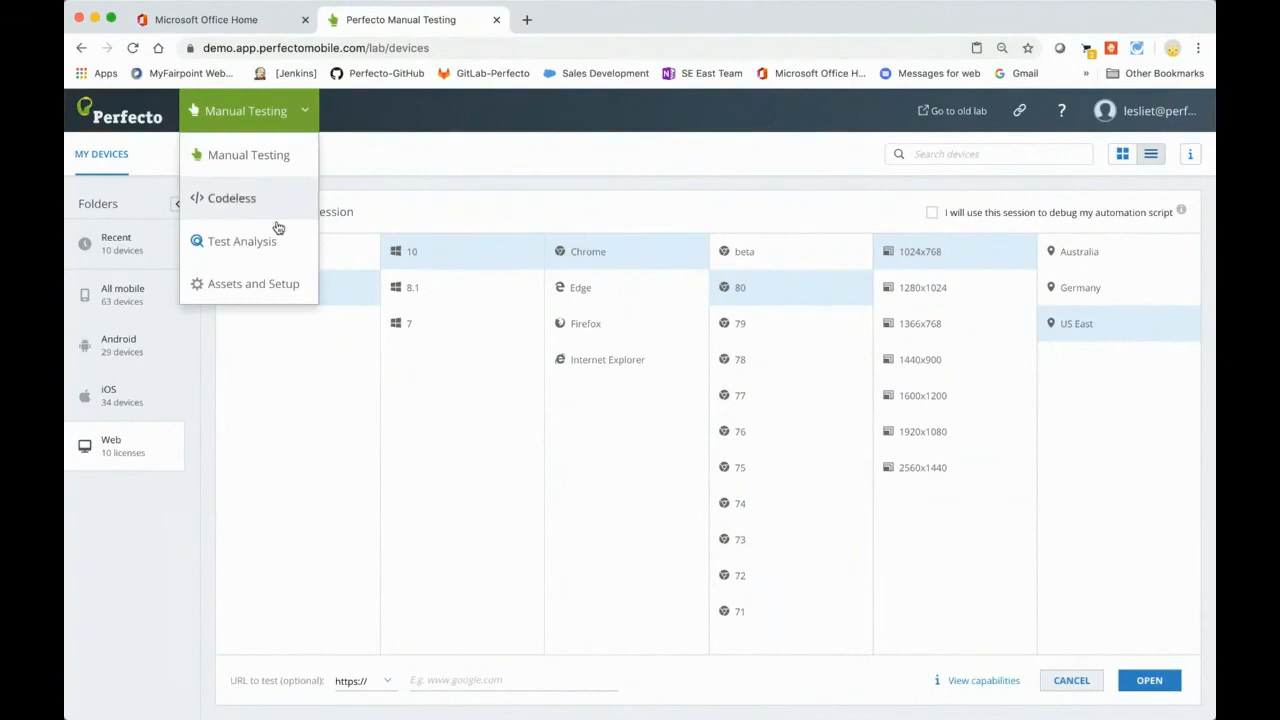 Microsoft Office Home
Perfecto Manual Testing
demo.app.perfectomobile.com/lab/devices
2
Apps
MyFairpoint Web...
[Jenkins]
Perfecto-GitHub
GitLab-Perfecto
Sales Development
SE East Team
Microsoft Office H...
Messages for web
Gmail
»
Other Bookmarks
Perfecto
Manual Testing
Go to old lab
?
lesliet@perf...
MY DEVICES
Search devices
i
Manual Testing
Codeless
Test Analysis
Assets and Setup
Folders
Recent
10 devices
All mobile
63 devices
Android
29 devices
iOS
34 devices
Web
10 licenses
ession
I will use this session to debug my automation script
10
8.1
7
Chrome
Edge
Firefox
Internet Explorer
beta
80
79
78
77
76
75
74
73
72
71
1024x768
1280x1024
1366x768
1440x900
1600x1200
1920x1080
2560x1440
Australia
Germany
US East
URL to test (optional):
https://
E.g. www.google.com
i View capabilities
CANCEL
OPEN